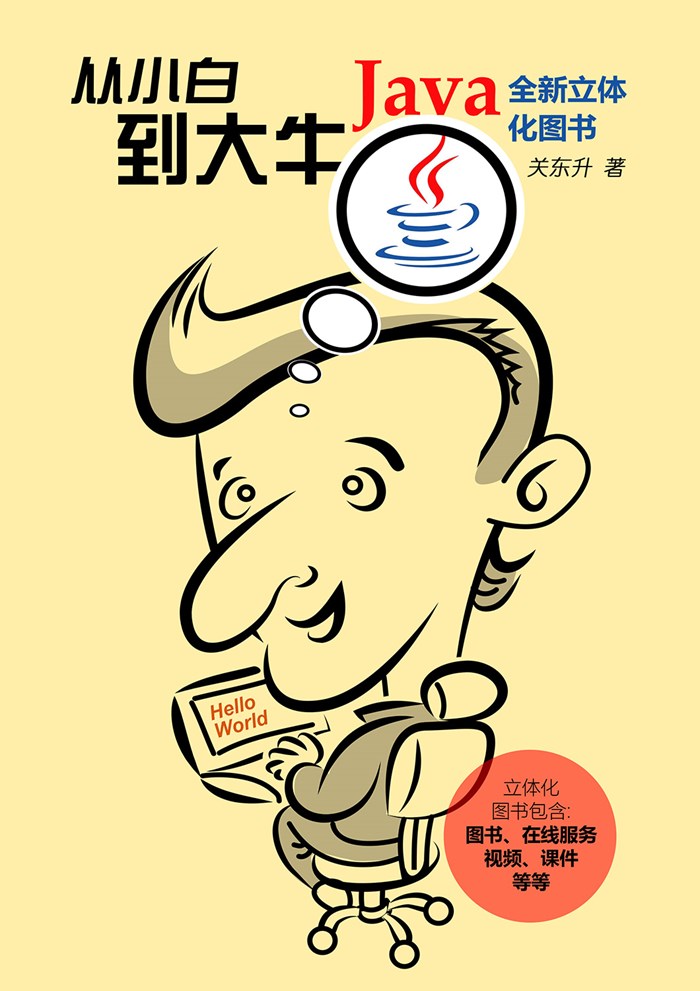 从小白
到大牛
Java
全新立体
化图书
关东升 著
Hello
World
立体化
图书包含:
图书、在线服务
视频、课件
等等